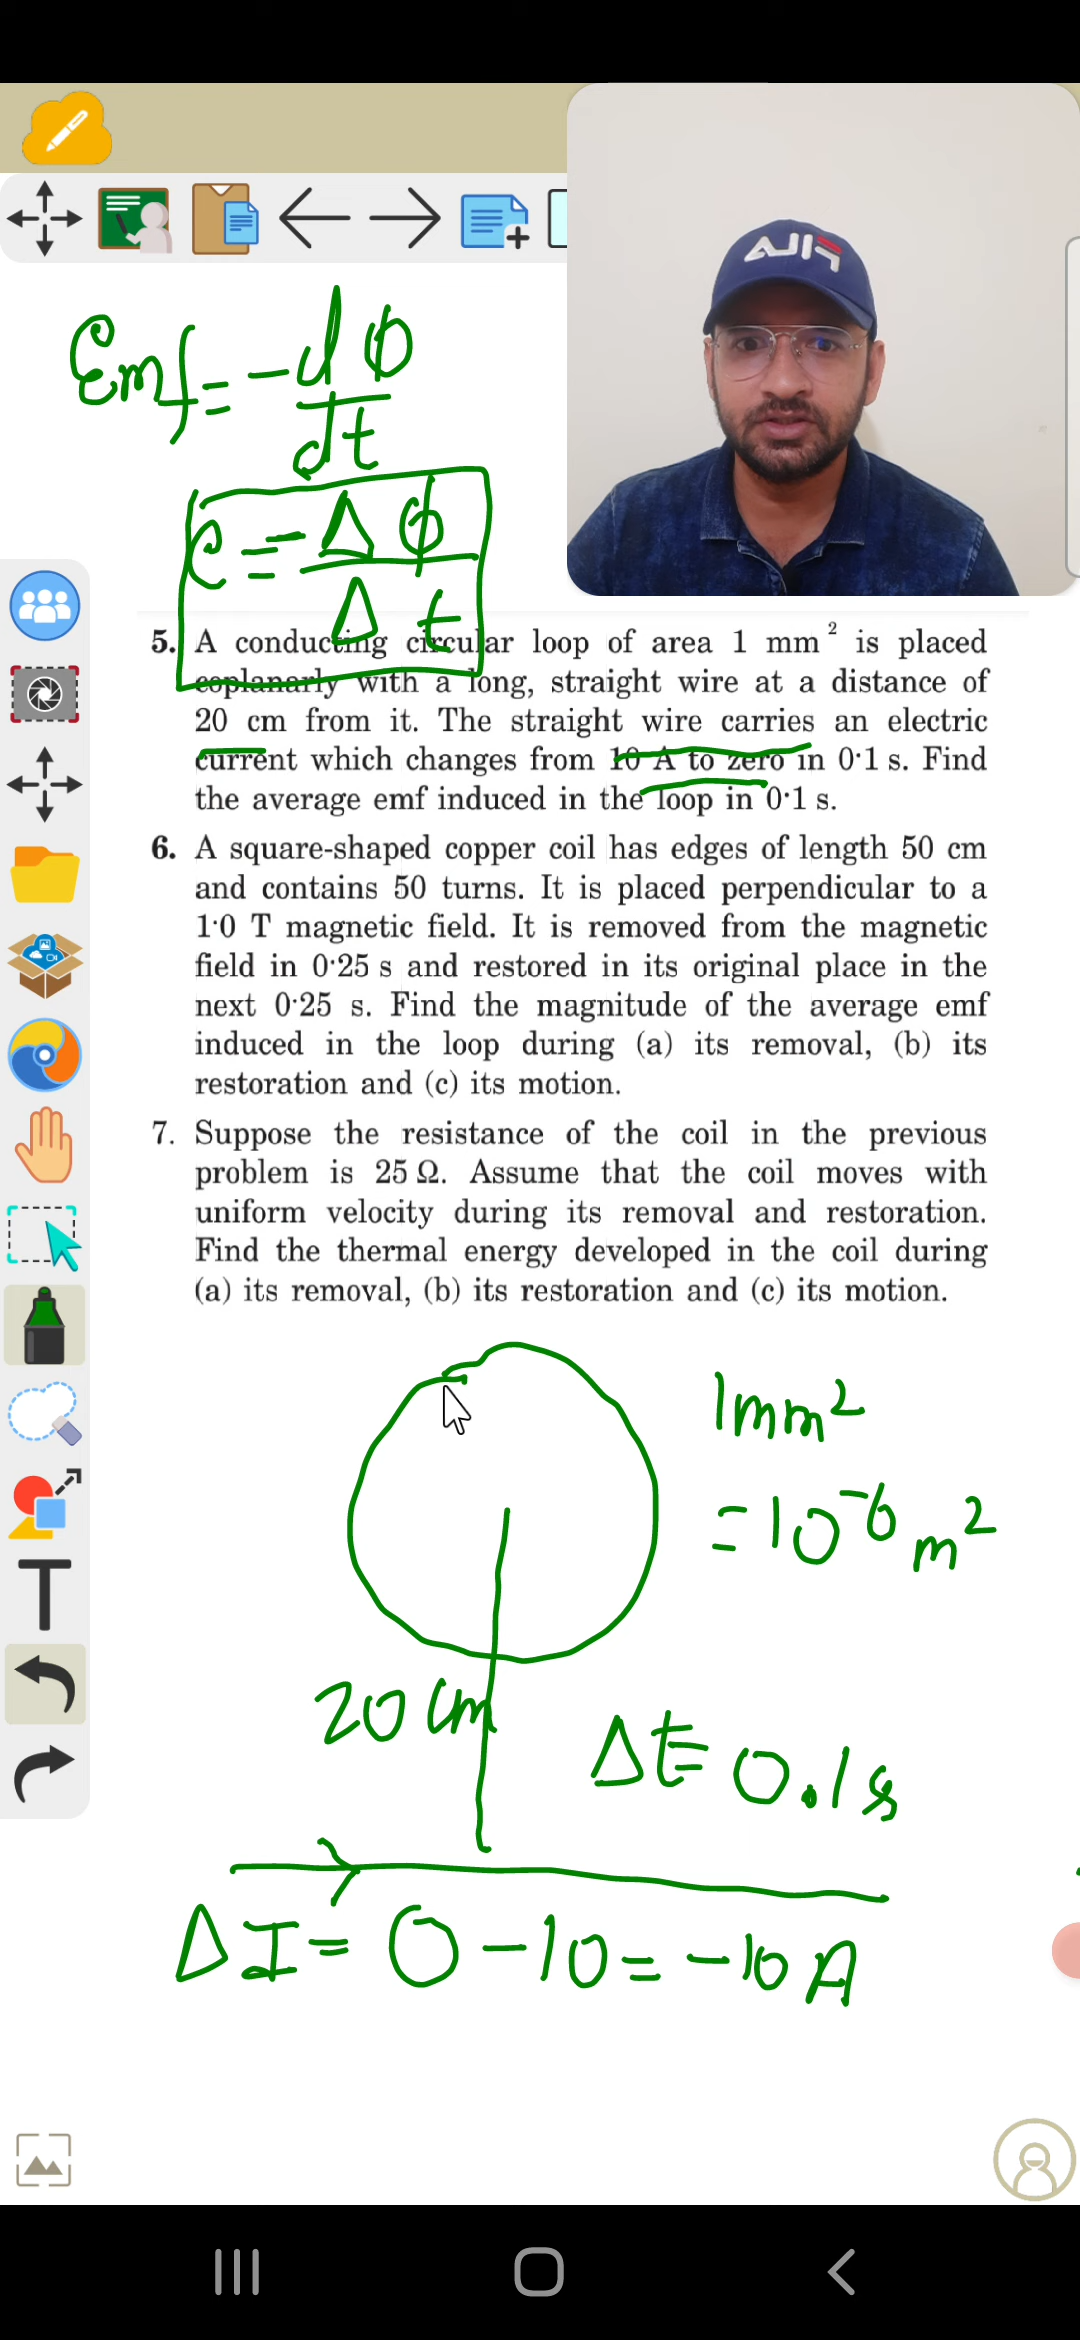 Emf = - dφ
dt
e = - Δφ
Δt
5. A conducting circular loop of area 1 mm² is placed
coplanarly with a long, straight wire at a distance of
20 cm from it. The straight wire carries an electric
current which changes from 10 A to zero in 0·1 s. Find
the average emf induced in the loop in 0·1 s.
6. A square-shaped copper coil has edges of length 50 cm
and contains 50 turns. It is placed perpendicular to a
1·0 T magnetic field. It is removed from the magnetic
field in 0·25 s and restored in its original place in the
next 0·25 s. Find the magnitude of the average emf
induced in the loop during (a) its removal, (b) its
restoration and (c) its motion.
7. Suppose the resistance of the coil in the previous
problem is 25 Ω. Assume that the coil moves with
uniform velocity during its removal and restoration.
Find the thermal energy developed in the coil during
(a) its removal, (b) its restoration and (c) its motion.
1mm²
= 10⁻⁶ m²
20 cm
Δt = 0.1 s
ΔI = 0 - 10 = - 10 A